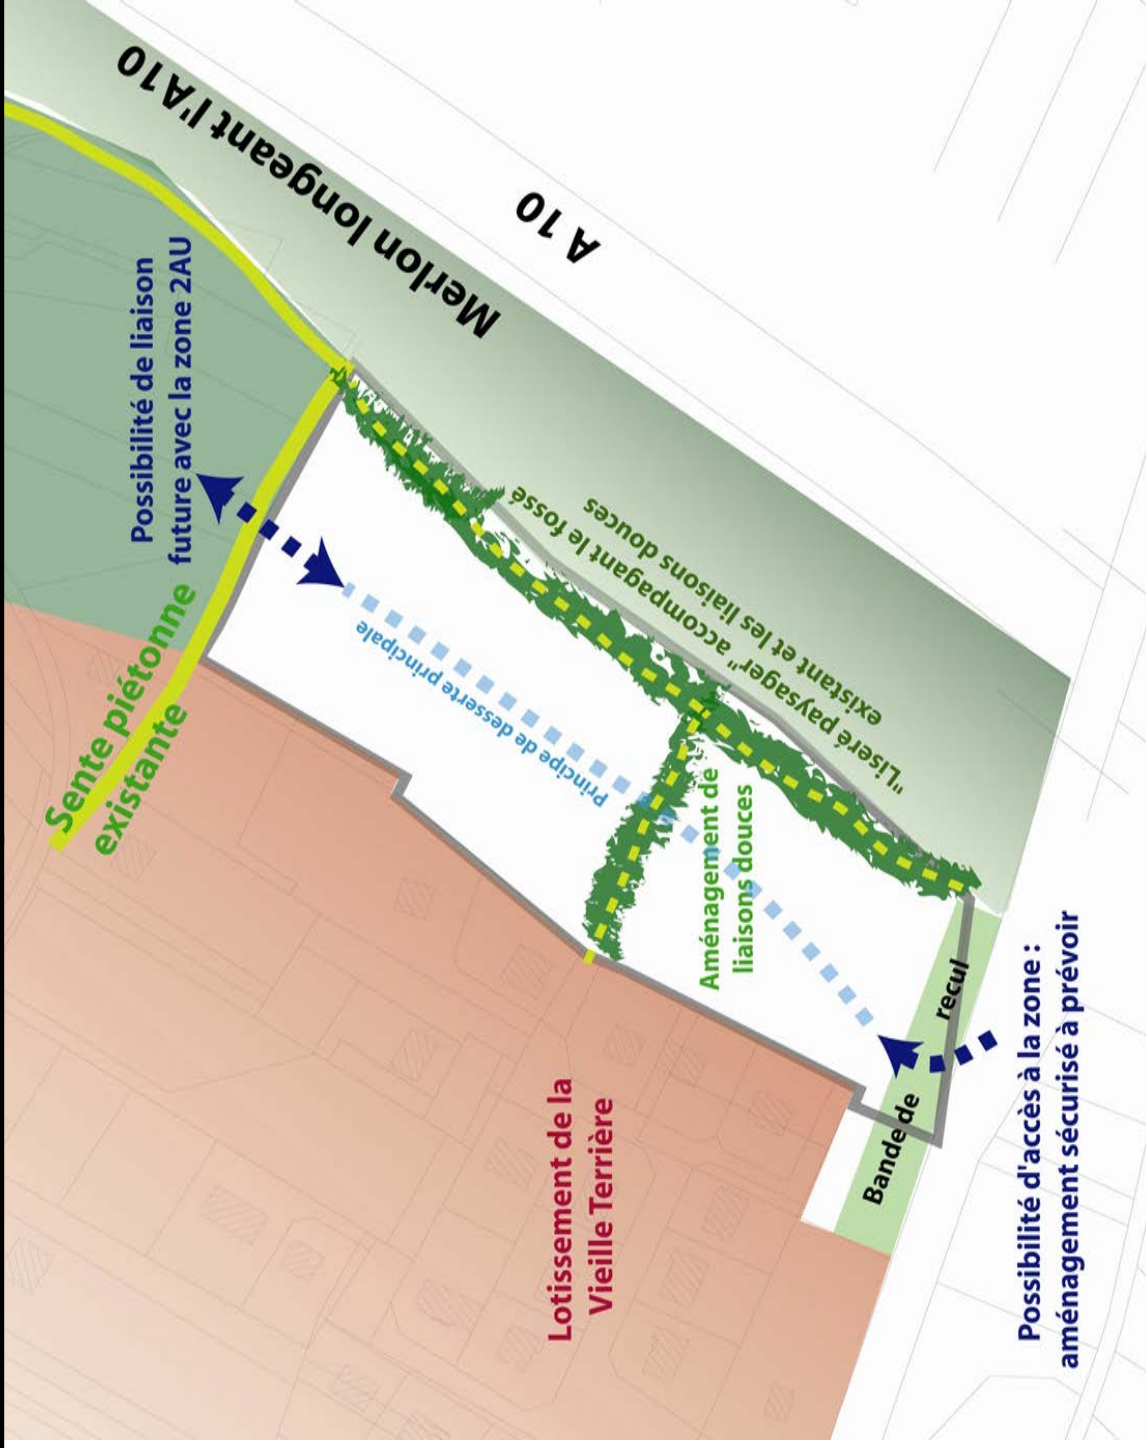 Merlon longeant l'A10
A 10
Possibilité de liaison
future avec la zone 2AU
Sente piétonne
existante
Principe de desserte principale
"Liseré paysager" accompagant le fossé
existant et les liaisons douces
Aménagement de
liaisons douces
Lotissement de la
Vieille Terrière
Bande de recul
Possibilité d'accès à la zone :
aménagement sécurisé à prévoir